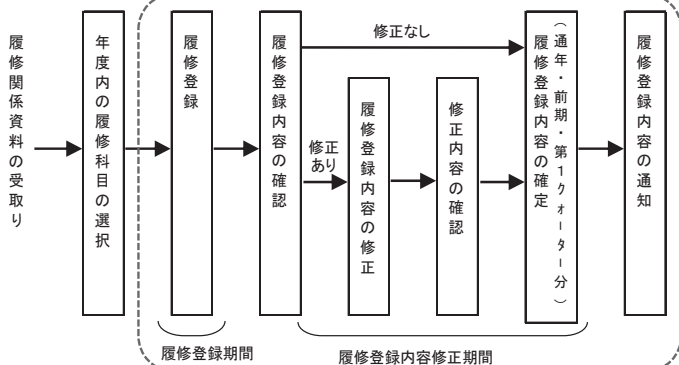 履修関係資料の受取り
年度内の履修科目の選択
履修登録
履修登録内容の確認
修正なし
修正
あり
履修登録内容の修正
修正内容の確認
履修登録内容の確定
（通年・前期・第1クォーター分）
履修登録内容の通知
履修登録期間
履修登録内容修正期間